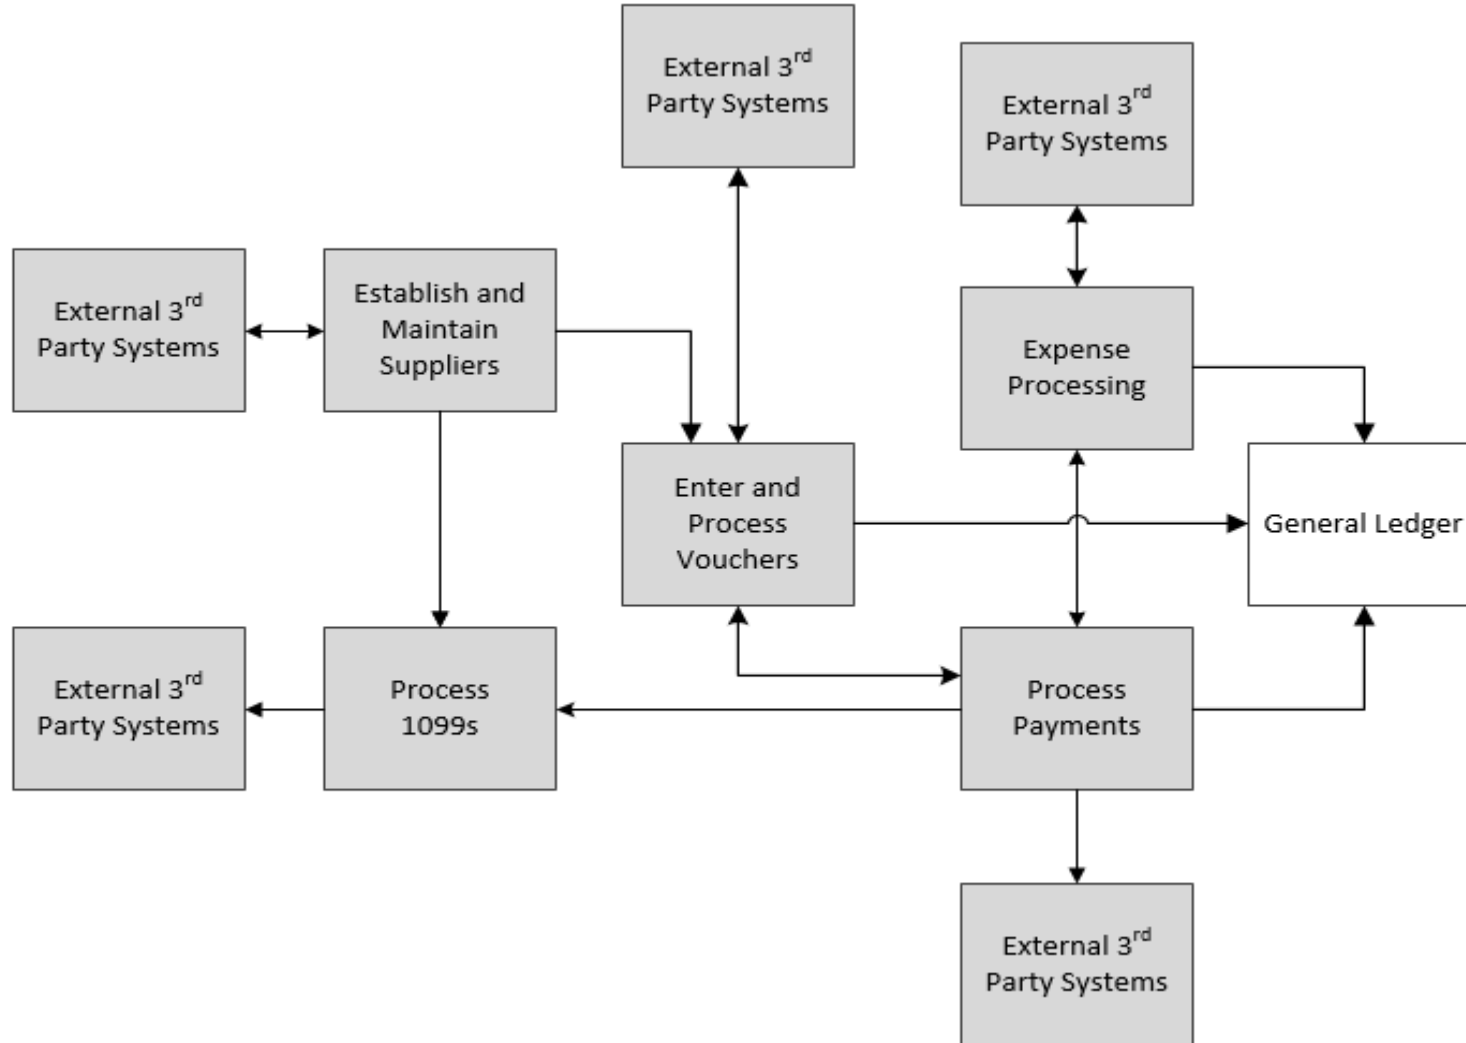 External 3rd
Party Systems
External 3rd
Party Systems
External 3rd
Party Systems
Establish and
Maintain
Suppliers
Expense
Processing
Enter and
Process
Vouchers
General Ledger
External 3rd
Party Systems
Process
1099s
Process
Payments
External 3rd
Party Systems